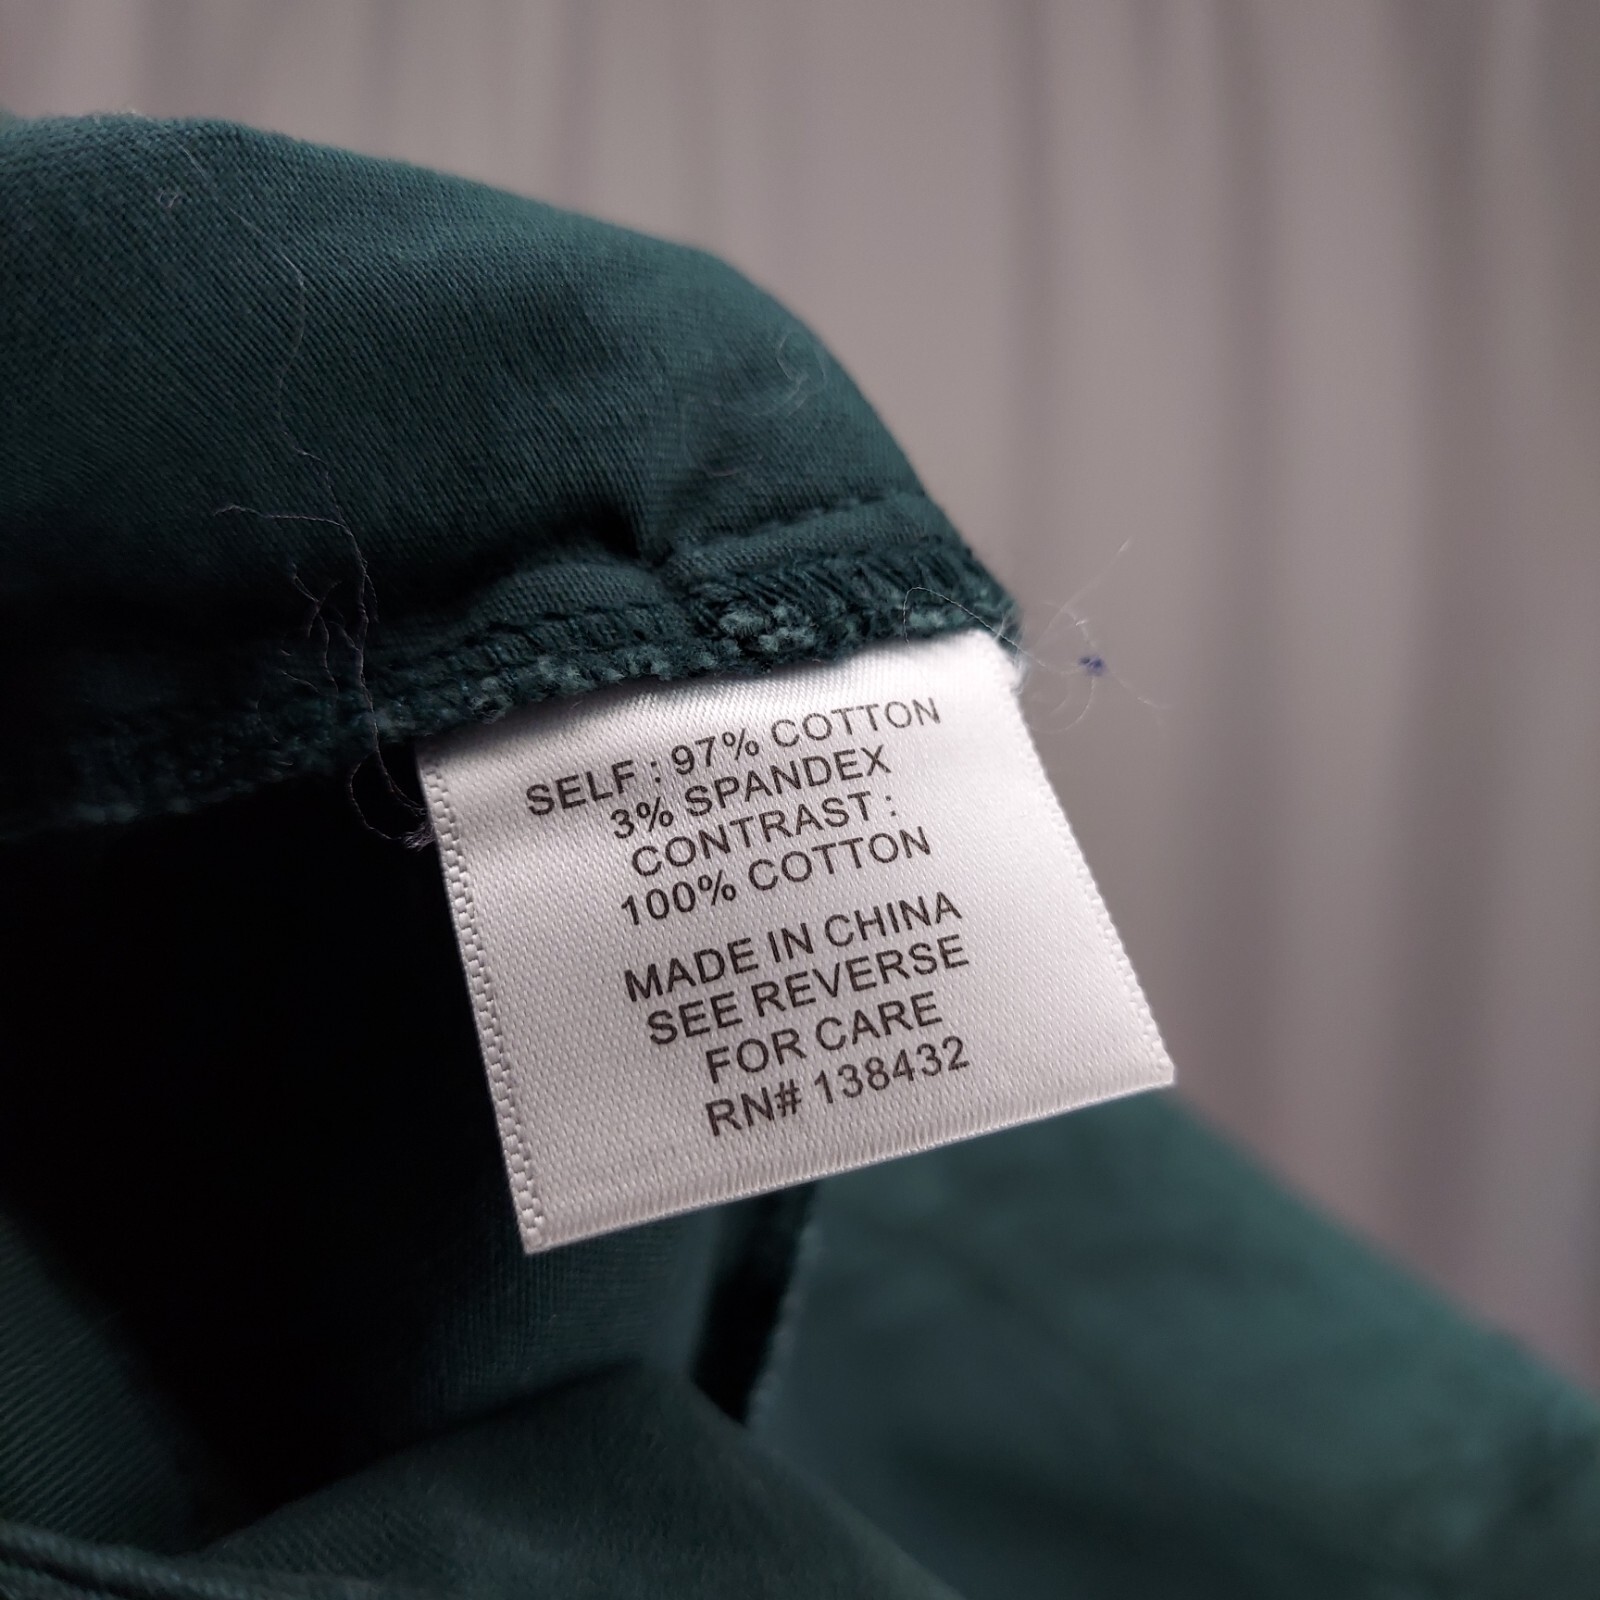 SELF : 97% COTTON
3% SPANDEX
CONTRAST :
100% COTTON
MADE IN CHINA
SEE REVERSE
FOR CARE
RN# 138432